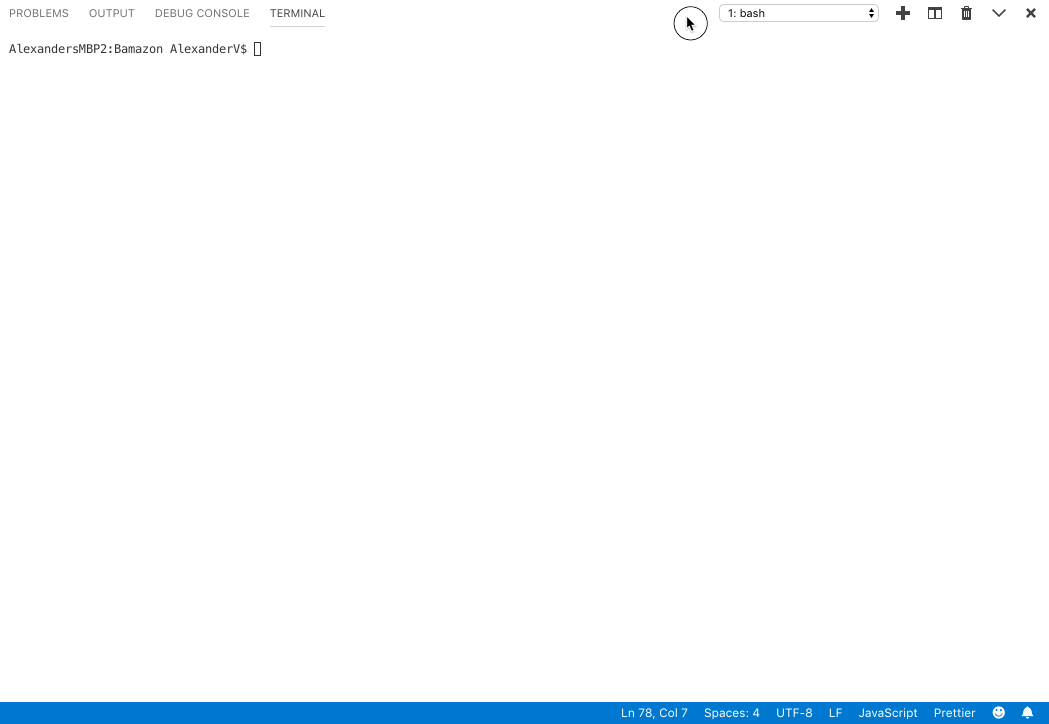 PROBLEMS OUTPUT DEBUG CONSOLE TERMINAL 1: bash
AlexandersMBP2:Bamazon AlexanderV$
Ln 78, Col 7 Spaces: 4 UTF-8 LF JavaScript Prettier